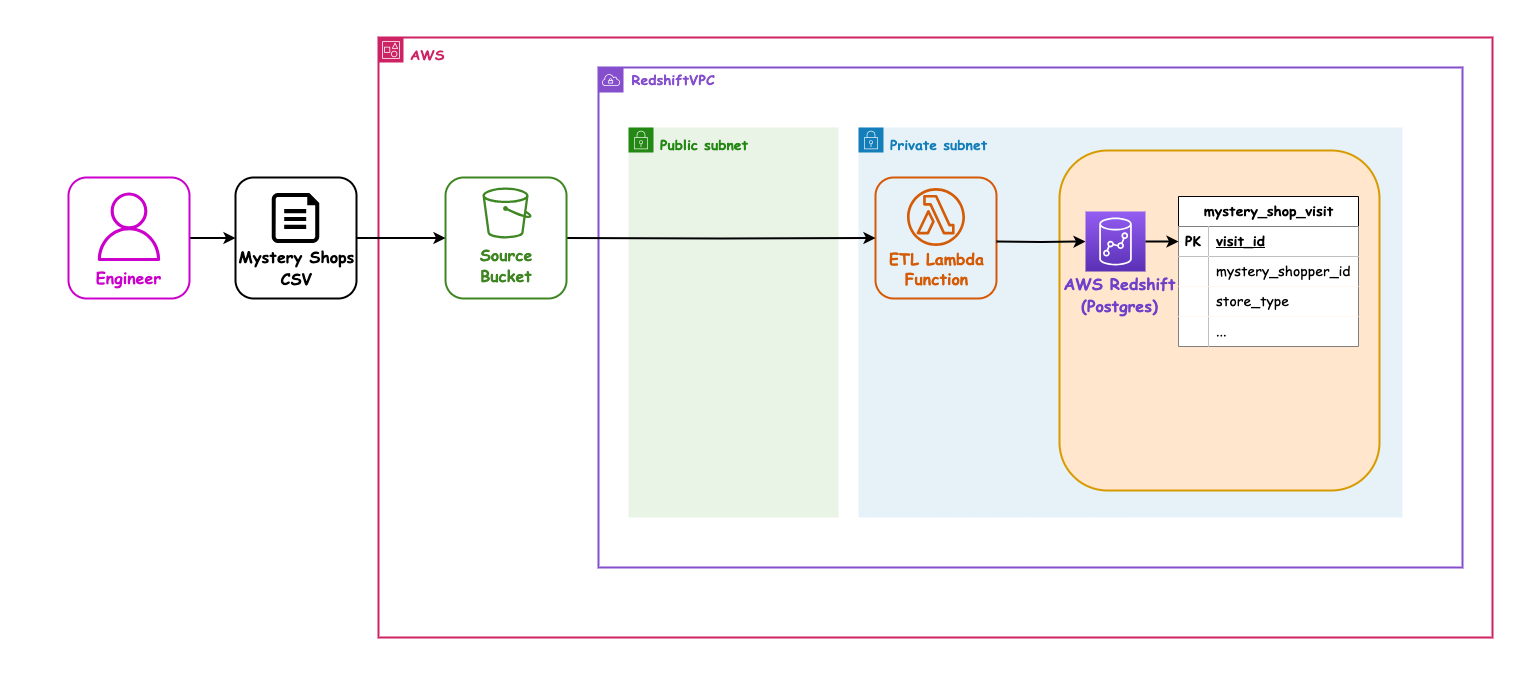 AWS
RedshiftVPC
Public subnet
Private subnet
Engineer
Mystery Shops
CSV
Source
Bucket
ETL Lambda
Function
AWS Redshift
(Postgres)
mystery_shop_visit
PK visit_id
mystery_shopper_id
store_type
...